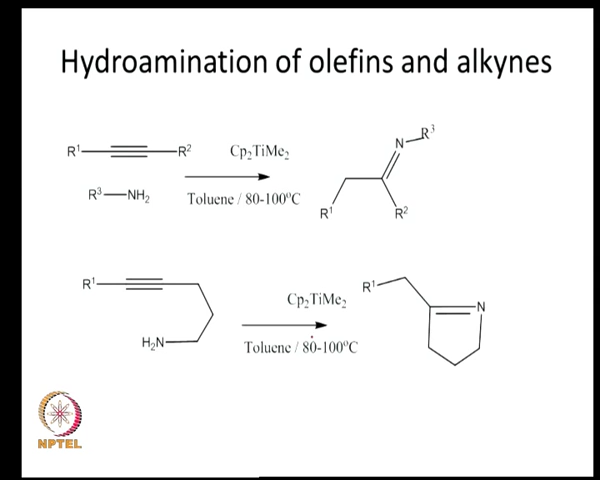 Hydroamination of olefins and alkynes
R¹ R² Cp₂TiMe₂ N R³
R³ NH₂ Toluene / 80-100°C
R¹ R²
R¹ Cp₂TiMe₂ R¹ N
H₂N Toluene / 80-100°C
NPTEL